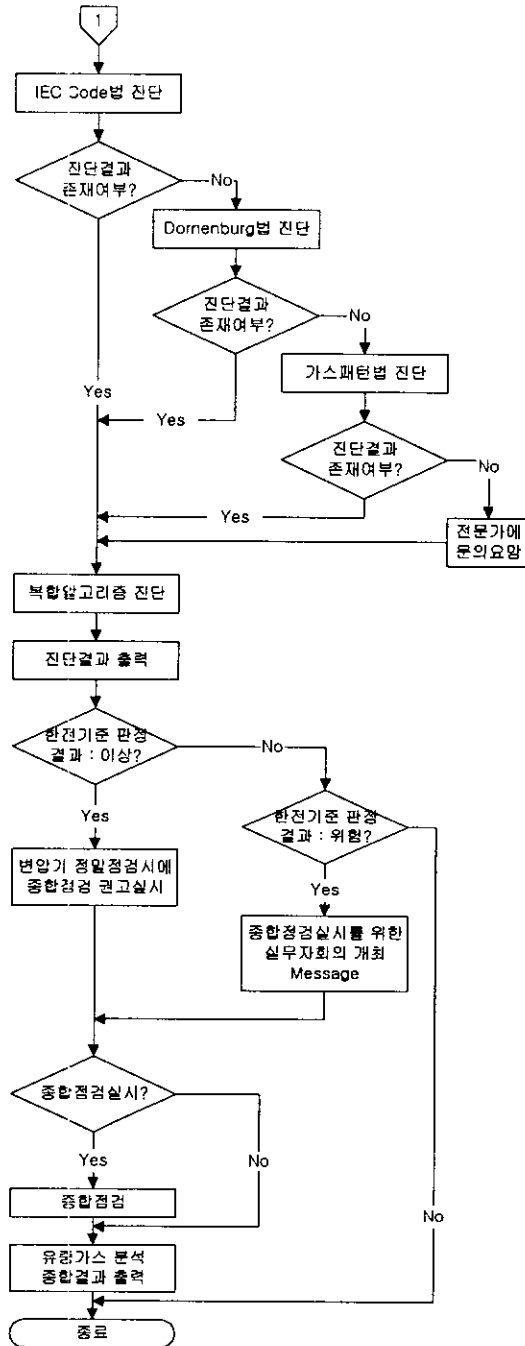 1
IEC Code법 진단
진단결과
존재여부?
No
Dornenburg법 진단
진단결과
존재여부?
No
가스패턴법 진단
Yes
Yes
진단결과
존재여부?
No
Yes
전문가에
문의요망
복합알고리즘 진단
진단결과 출력
한전기준 판정
결과 : 이상?
No
Yes
한전기준 판정
결과 : 위험?
변압기 정밀점검시에
종합점검 권고실시
Yes
종합점검실시를 위한
실무자회의 개최
Message
종합점검실시?
Yes
No
종합점검
No
유중가스 분석
종합결과 출력
종료